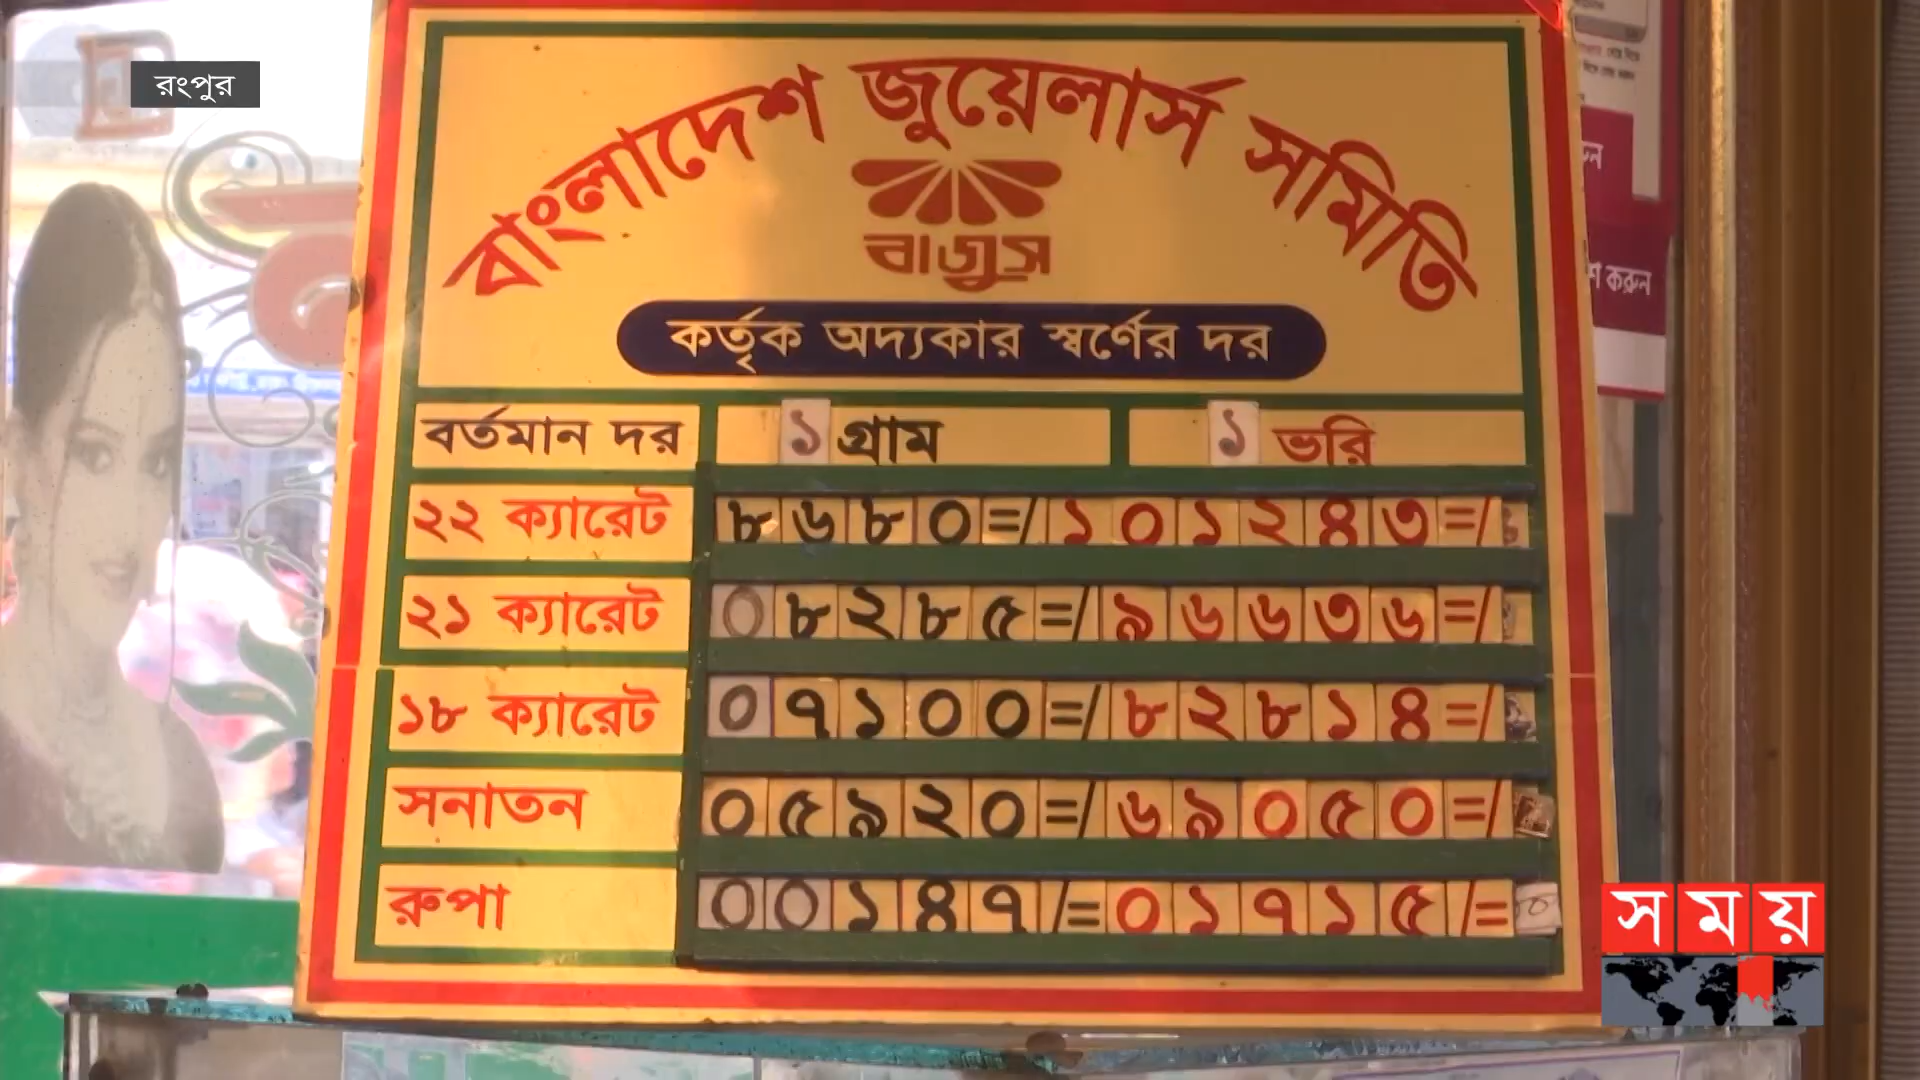 রংপুর
বাংলাদেশ জুয়েলার্স সমিতি
বাজুস
কর্তৃক অদ্যকার স্বর্ণের দর
বর্তমান দর ১ গ্রাম ১ ভরি
২২ ক্যারেট ৮৬৮০=/ ১০১২৪৩=/
২১ ক্যারেট ০৮২৮৫=/ ৯৬৬৩৬=/
১৮ ক্যারেট ০৭১০০=/ ৮২৮১৪=/
সনাতন ০৫৯২০=/ ৬৯০৫০=/
রুপা ০০১৪৭/= ০১৭১৫/=
করুন
সময়